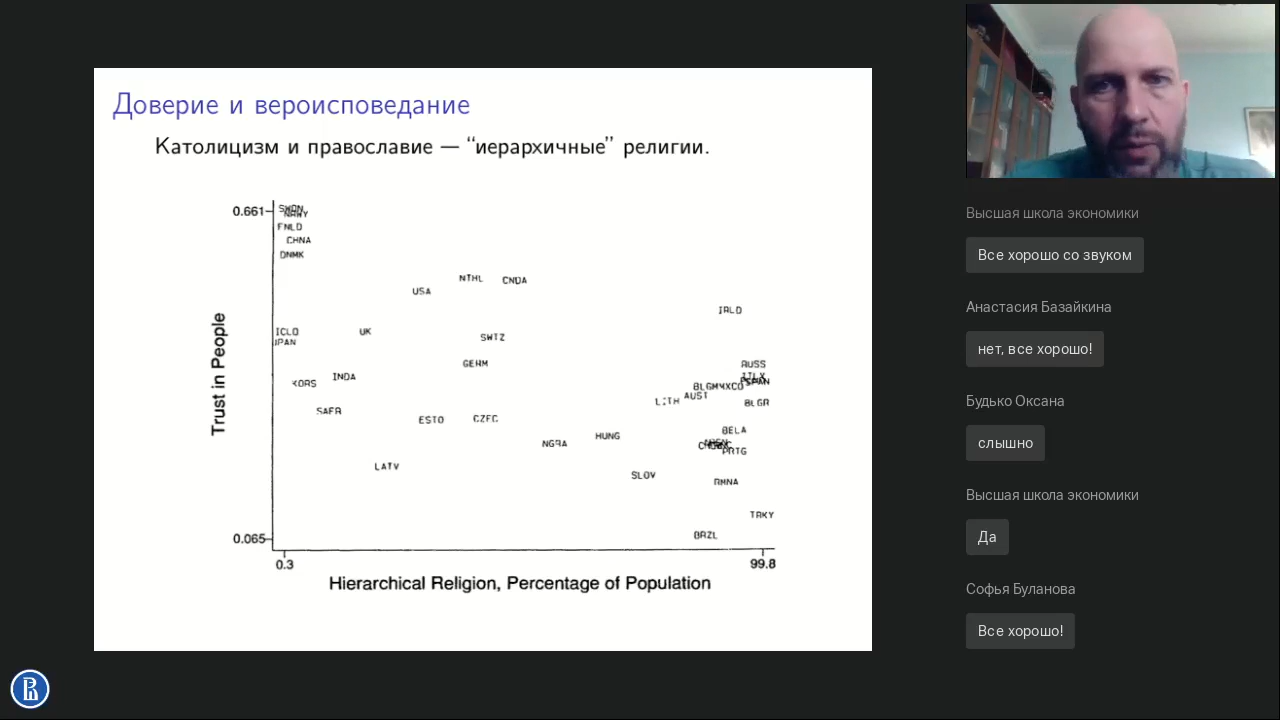 Доверие и вероисповедание
Католицизм и православие — “иерархичные” религии.
0.661
SWDN
NRWY
FNLD
CHNA
DNMK
NTHL
CNDA
USA
IRLD
ICLD
UK
JPAN
SWTZ
GERM
RUSS
INDA
KORS
SPAN
AUST
LITH
BLGR
SAFR
ESTO
CZEC
BELA
HUNG
NGRA
PRTG
LATV
SLOV
RMNA
TRKY
BRZL
0.065
0.3
99.8
Trust in People
Hierarchical Religion, Percentage of Population
Высшая школа экономики
Все хорошо со звуком
Анастасия Базайкина
нет, все хорошо!
Будько Оксана
слышно
Высшая школа экономики
Да
Софья Буланова
Все хорошо!